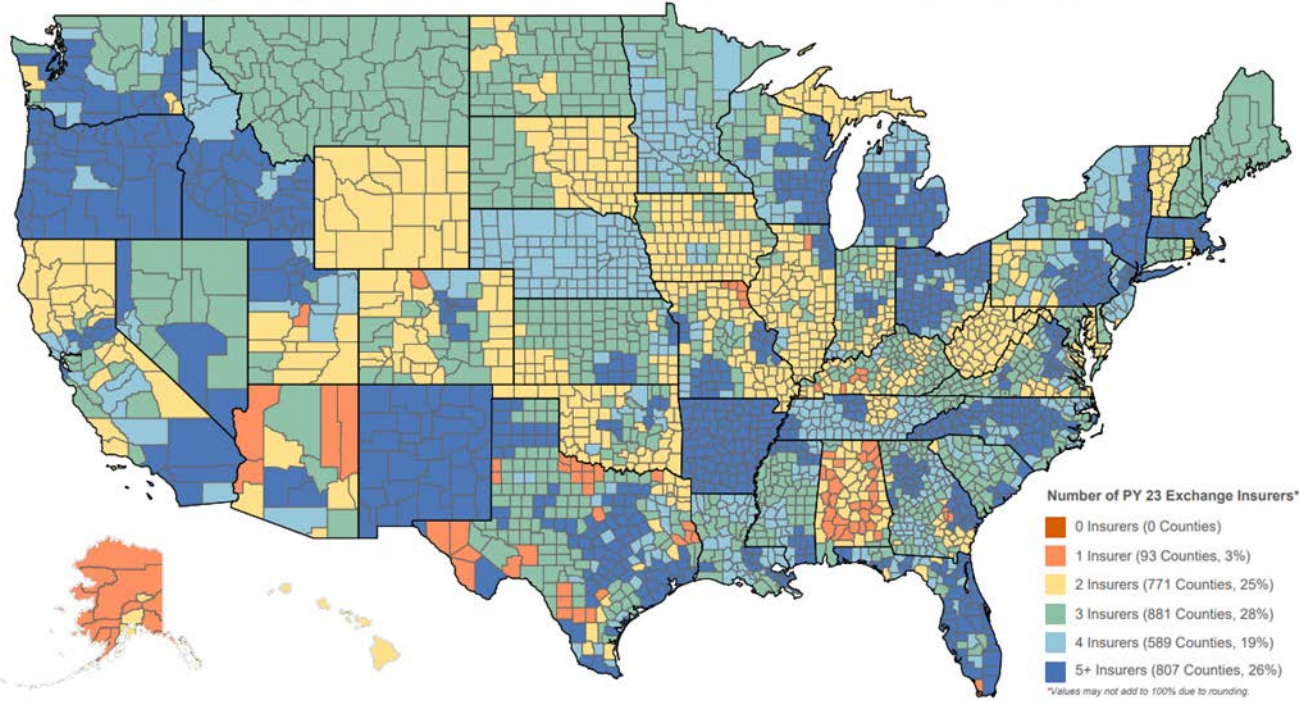 Number of PY 23 Exchange Insurers*
0 Insurers (0 Counties)
1 Insurer (93 Counties, 3%)
2 Insurers (771 Counties, 25%)
3 Insurers (881 Counties, 28%)
4 Insurers (589 Counties, 19%)
5+ Insurers (807 Counties, 26%)
*Values may not add to 100% due to rounding.